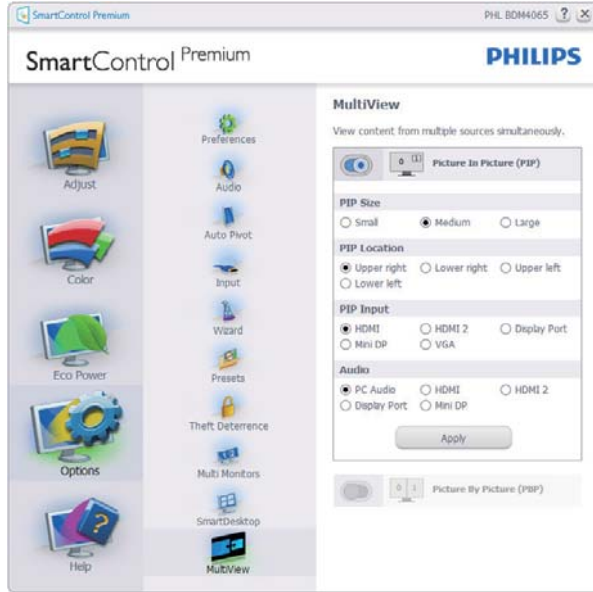 SmartControl Premium
PHL BDM4065 ? X
SmartControl Premium
PHILIPS
Adjust
Color
Eco Power
Options
Help
Preferences
Audio
Auto Pivot
Input
Wizard
Presets
Theft Deterrence
Multi Monitors
SmartDesktop
MultiView
MultiView
View content from multiple sources simultaneously.
0 (1) Picture In Picture (PIP)
PIP Size
Small Medium Large
PIP Location
Upper right Lower right Upper left
Lower left
PIP Input
HDMI HDMI 2 Display Port
Mini DP VGA
Audio
PC Audio HDMI HDMI 2
Display Port Mini DP
Apply
0 1 Picture By Picture (PBP)